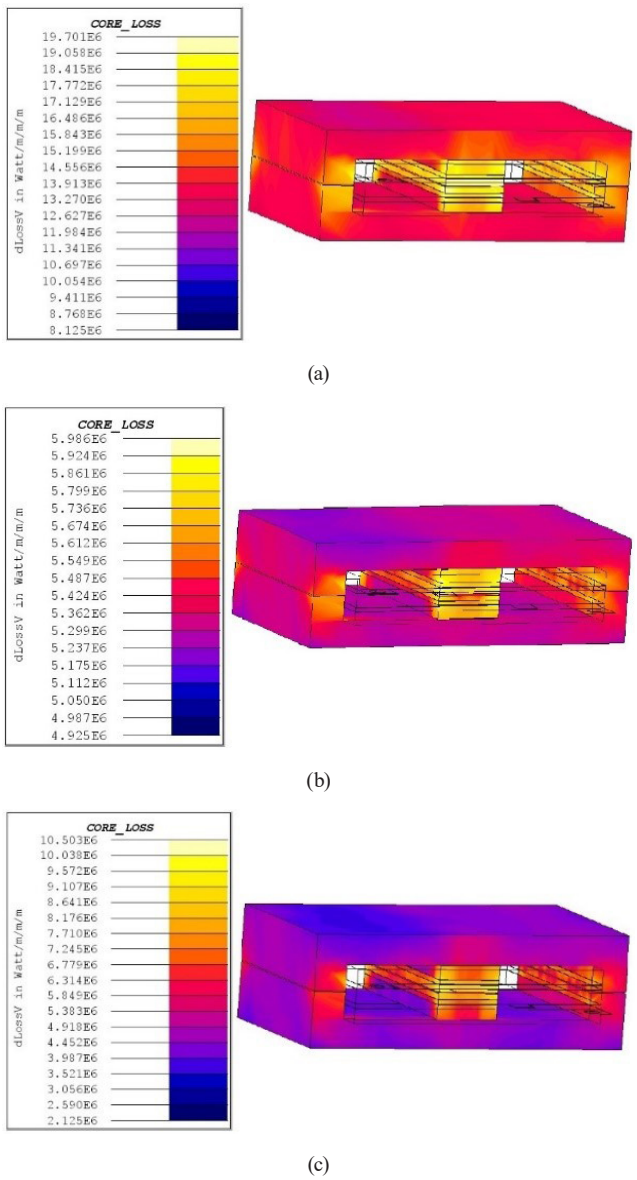 CORE_LOSS
19.701E6
19.058E6
18.415E6
17.772E6
17.129E6
16.486E6
15.843E6
15.199E6
14.556E6
13.913E6
13.270E6
12.627E6
11.984E6
11.341E6
10.697E6
10.054E6
9.411E6
8.768E6
8.125E6
dLossV in Watt/m/m/m
(a)
CORE_LOSS
5.986E6
5.924E6
5.861E6
5.799E6
5.736E6
5.674E6
5.612E6
5.549E6
5.487E6
5.424E6
5.362E6
5.299E6
5.237E6
5.175E6
5.112E6
5.050E6
4.987E6
4.925E6
dLossV in Watt/m/m/m
(b)
CORE_LOSS
10.503E6
10.038E6
9.572E6
9.107E6
8.641E6
8.176E6
7.710E6
7.245E6
6.779E6
6.314E6
5.849E6
5.383E6
4.918E6
4.452E6
3.987E6
3.521E6
3.056E6
2.590E6
2.125E6
dLossV in Watt/m/m/m
(c)